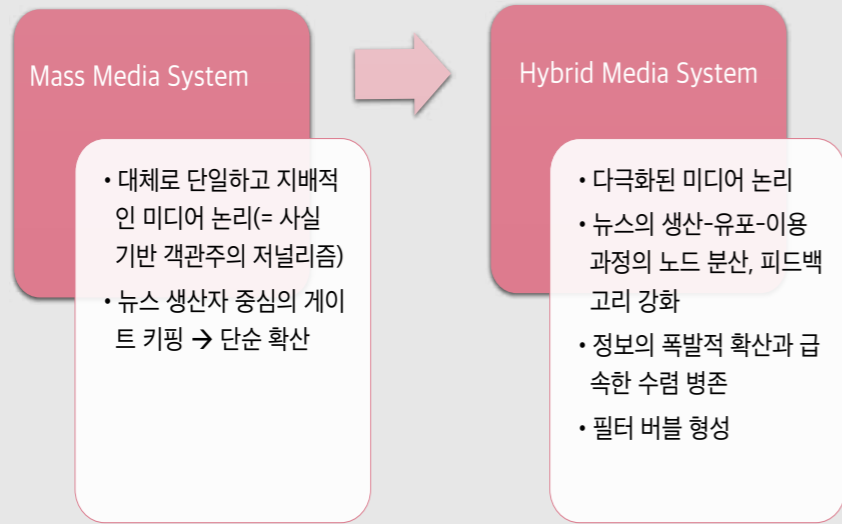 Mass Media System
• 대체로 단일하고 지배적
인 미디어 논리(= 사실
기반 객관주의 저널리즘)
• 뉴스 생산자 중심의 게이
트 키핑 → 단순 확산
Hybrid Media System
• 다극화된 미디어 논리
• 뉴스의 생산-유포-이용
과정의 노드 분산, 피드백
고리 강화
• 정보의 폭발적 확산과 급
속한 수렴 병존
• 필터 버블 형성